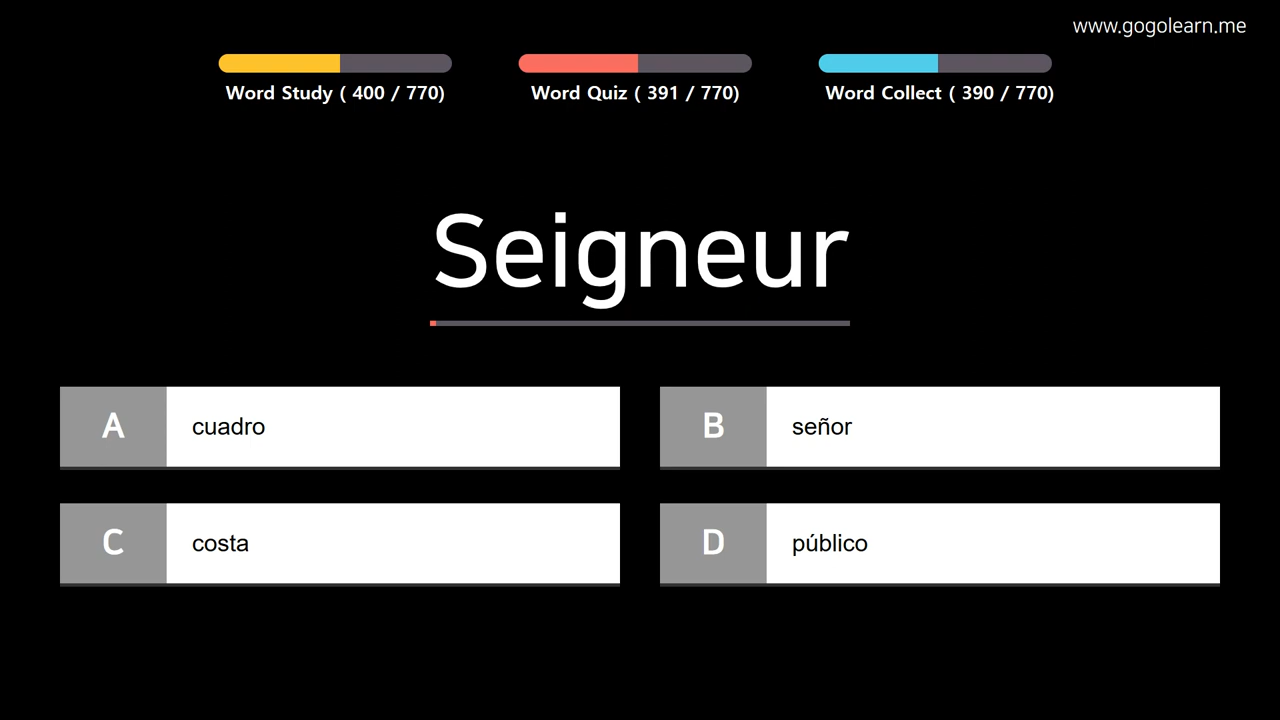 www.gogolearn.me
Word Study ( 400 / 770)
Word Quiz ( 391 / 770)
Word Collect ( 390 / 770)
Seigneur
A cuadro
B señor
C costa
D público